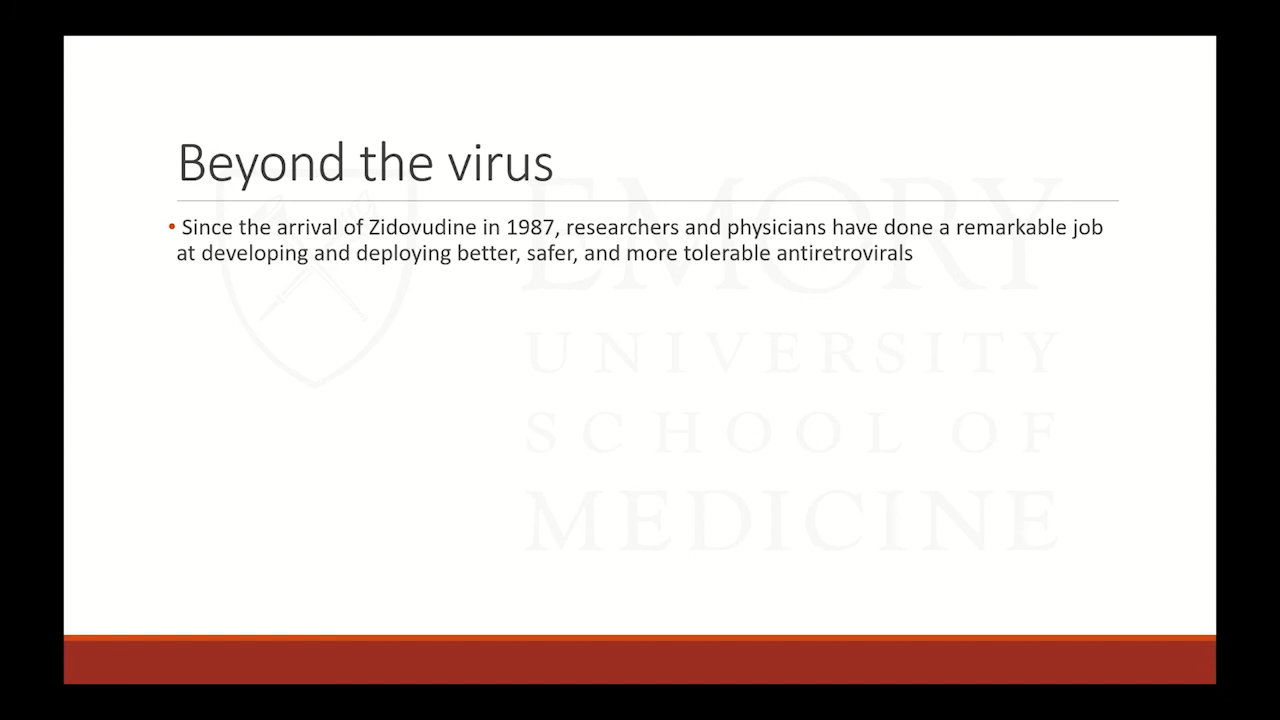 Beyond the virus
• Since the arrival of Zidovudine in 1987, researchers and physicians have done a remarkable job
at developing and deploying better, safer, and more tolerable antiretrovirals
EMORY
UNIVERSITY
SCHOOL OF
MEDICINE